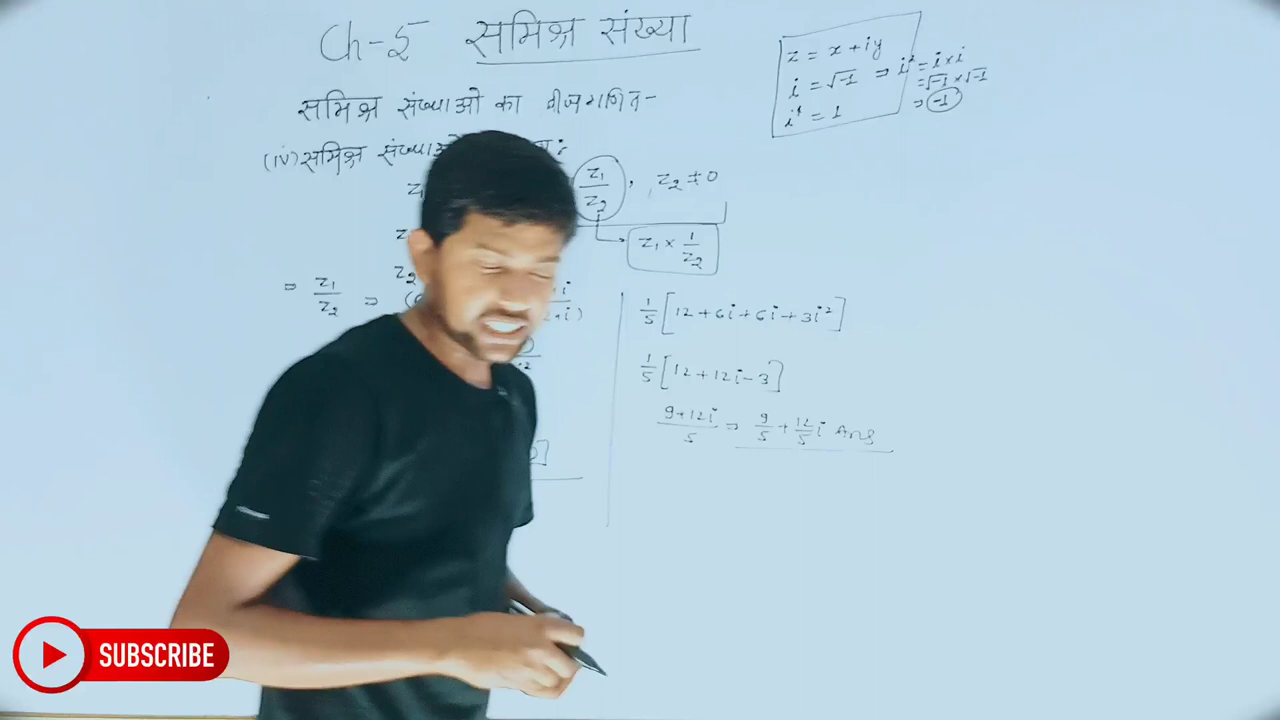 Ch-5 समिश्र संख्या
z = x + iy
i = √-1 ⇒ i² = i × i
= √-1 × √-1
i⁴ = 1 ⇒ -1
समिश्र संख्याओ का बीजगणित -
(iv) समिश्र
z₁/z₂, z₂ ≠ 0
z₁ × 1/z₂
= z₁/z₂ ⇒
1/5 [12 + 6i + 6i + 3i²]
1/5 [12 + 12i - 3]
9+12i/5 ⇒ 9/5 + 12/5 i Ans
SUBSCRIBE